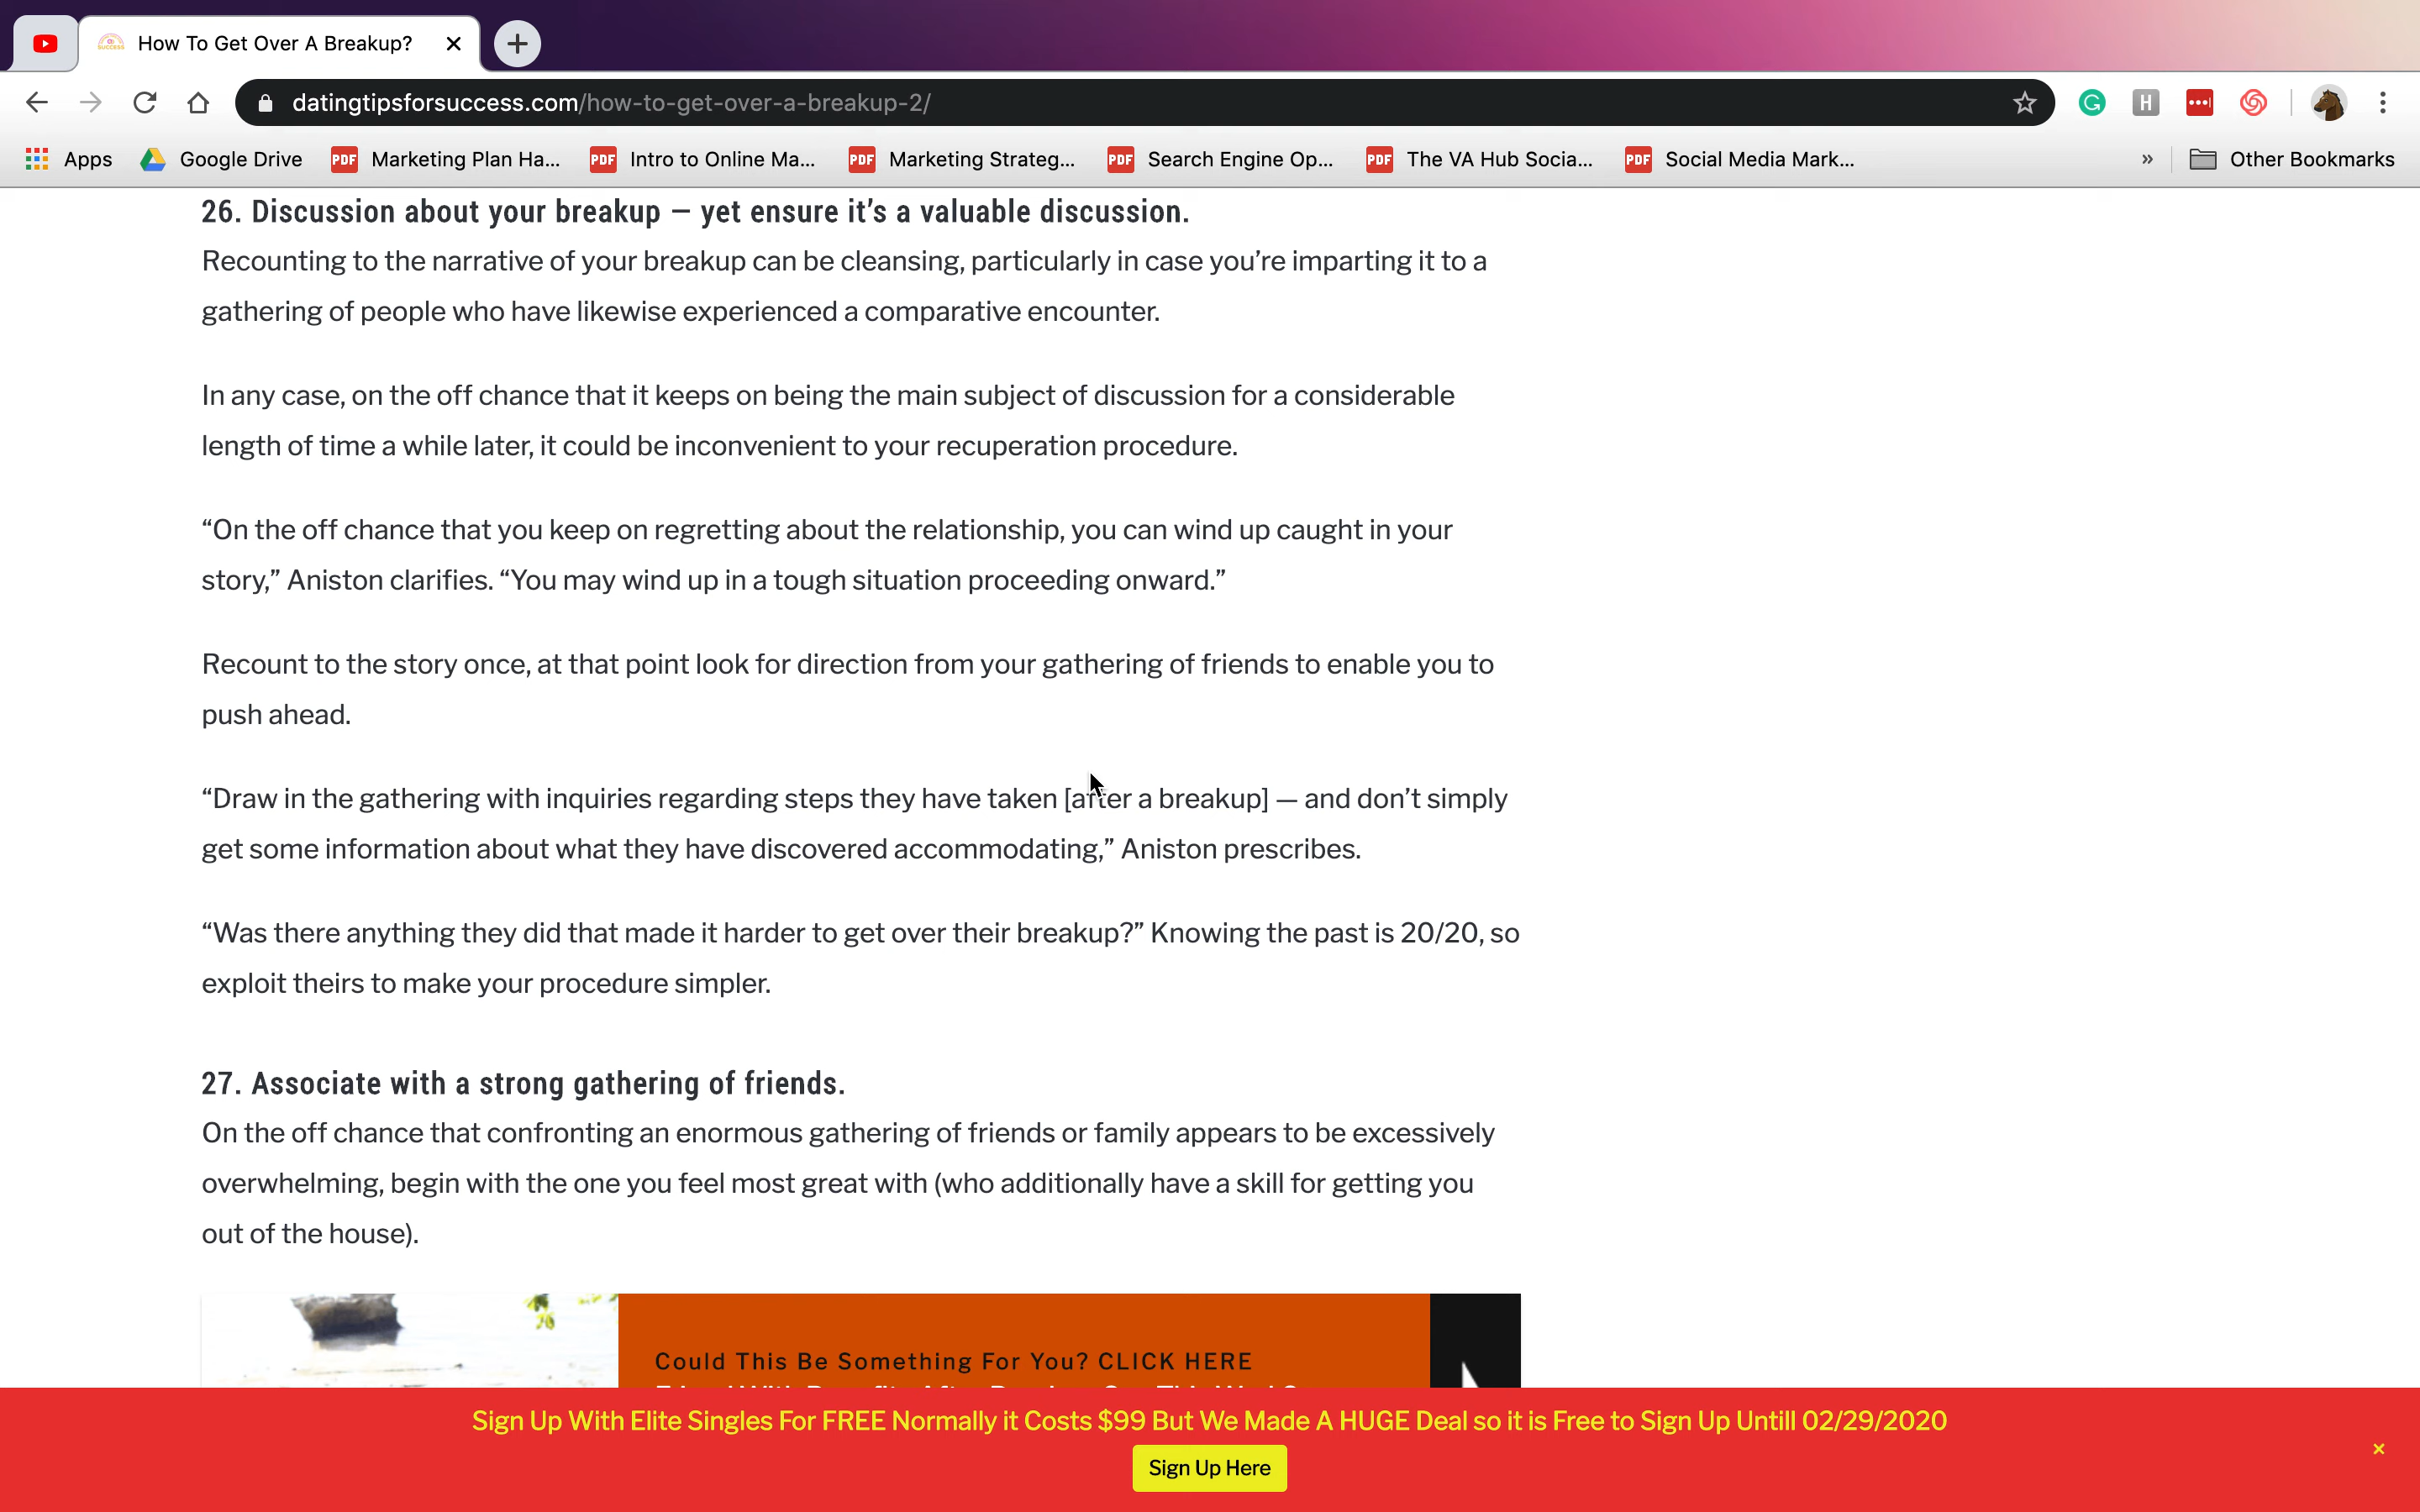 How To Get Over A Breakup?
datingtipsforsuccess.com/how-to-get-over-a-breakup-2/
Apps Google Drive PDF Marketing Plan Ha... PDF Intro to Online Ma... PDF Marketing Strateg... PDF Search Engine Op... PDF The VA Hub Socia... PDF Social Media Mark... » Other Bookmarks
26. Discussion about your breakup – yet ensure it’s a valuable discussion.
Recounting to the narrative of your breakup can be cleansing, particularly in case you’re imparting it to a
gathering of people who have likewise experienced a comparative encounter.
In any case, on the off chance that it keeps on being the main subject of discussion for a considerable
length of time a while later, it could be inconvenient to your recuperation procedure.
“On the off chance that you keep on regretting about the relationship, you can wind up caught in your
story,” Aniston clarifies. “You may wind up in a tough situation proceeding onward.”
Recount to the story once, at that point look for direction from your gathering of friends to enable you to
push ahead.
“Draw in the gathering with inquiries regarding steps they have taken [after a breakup] — and don’t simply
get some information about what they have discovered accommodating,” Aniston prescribes.
“Was there anything they did that made it harder to get over their breakup?” Knowing the past is 20/20, so
exploit theirs to make your procedure simpler.
27. Associate with a strong gathering of friends.
On the off chance that confronting an enormous gathering of friends or family appears to be excessively
overwhelming, begin with the one you feel most great with (who additionally have a skill for getting you
out of the house).
Could This Be Something For You? CLICK HERE
Sign Up With Elite Singles For FREE Normally it Costs $99 But We Made A HUGE Deal so it is Free to Sign Up Untill 02/29/2020
Sign Up Here